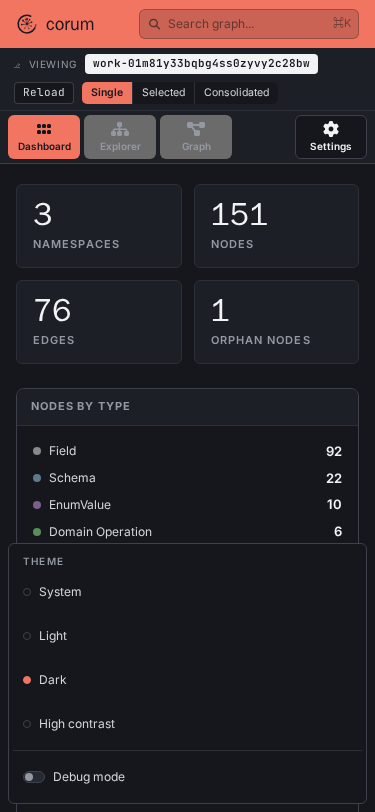 corum
Search graph...
⌘K
VIEWING
work-01m81y33bqbg4ss0zyvy2c28bw
Reload
Single
Selected
Consolidated
Dashboard
Explorer
Graph
Settings
3
NAMESPACES
151
NODES
76
EDGES
1
ORPHAN NODES
NODES BY TYPE
Field 92
Schema 22
EnumValue 10
Domain Operation 6
THEME
System
Light
Dark
High contrast
Debug mode